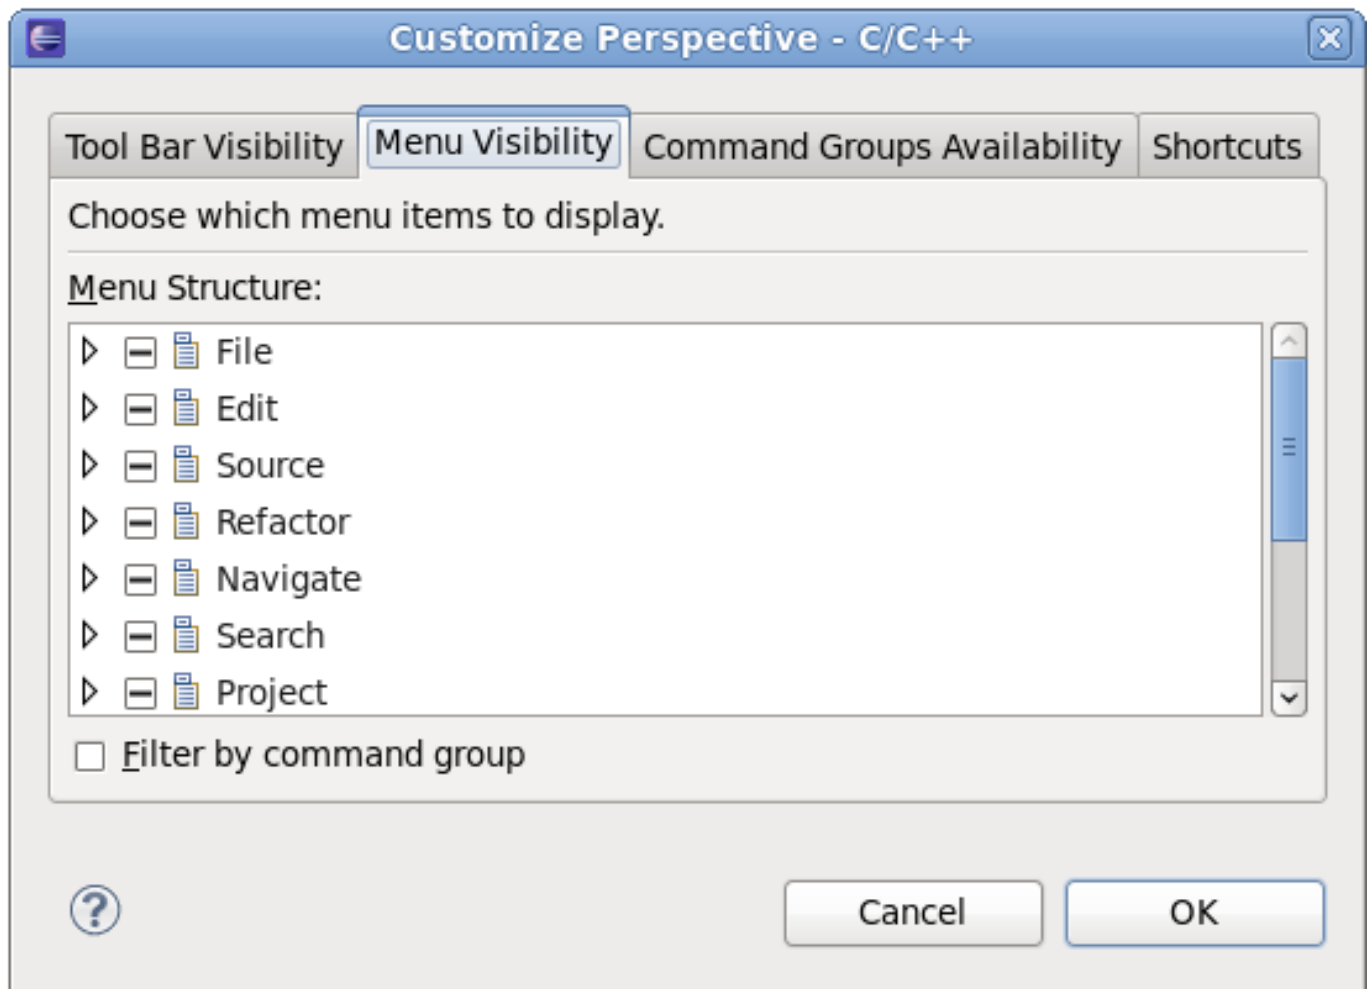 Customize Perspective - C/C++
Tool Bar Visibility Menu Visibility Command Groups Availability Shortcuts
Choose which menu items to display.
Menu Structure:
File
Edit
Source
Refactor
Navigate
Search
Project
Filter by command group
? Cancel OK